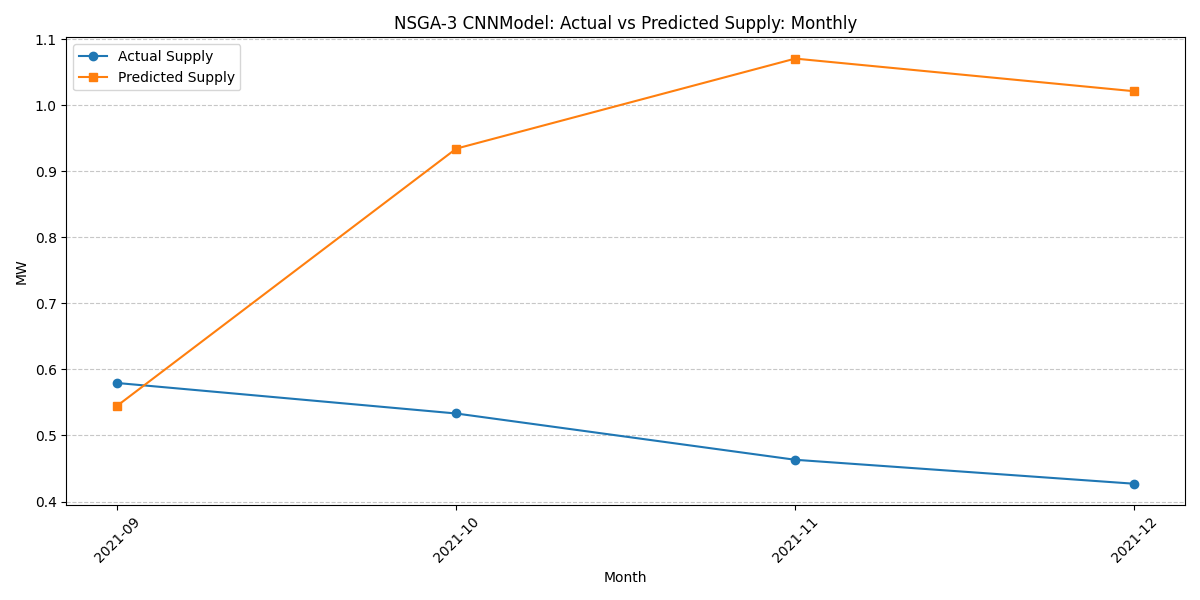 NSGA-3 CNNModel: Actual vs Predicted Supply: Monthly
Actual Supply
Predicted Supply
MW
1.1
1.0
0.9
0.8
0.7
0.6
0.5
0.4
2021-09
2021-10
2021-11
2021-12
Month